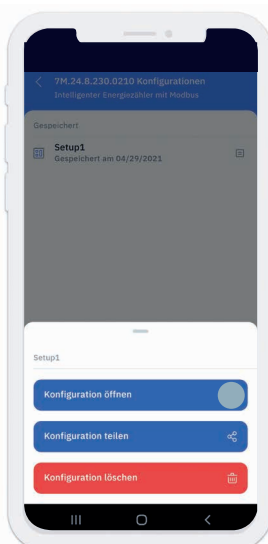 7M.24.8.230.0210 Konfigurationen
Intelligenter Energiezähler mit Modbus
Gespeichert
Setup1
Gespeichert am 04/29/2021
Setup1
Konfiguration öffnen
Konfiguration teilen
Konfiguration löschen